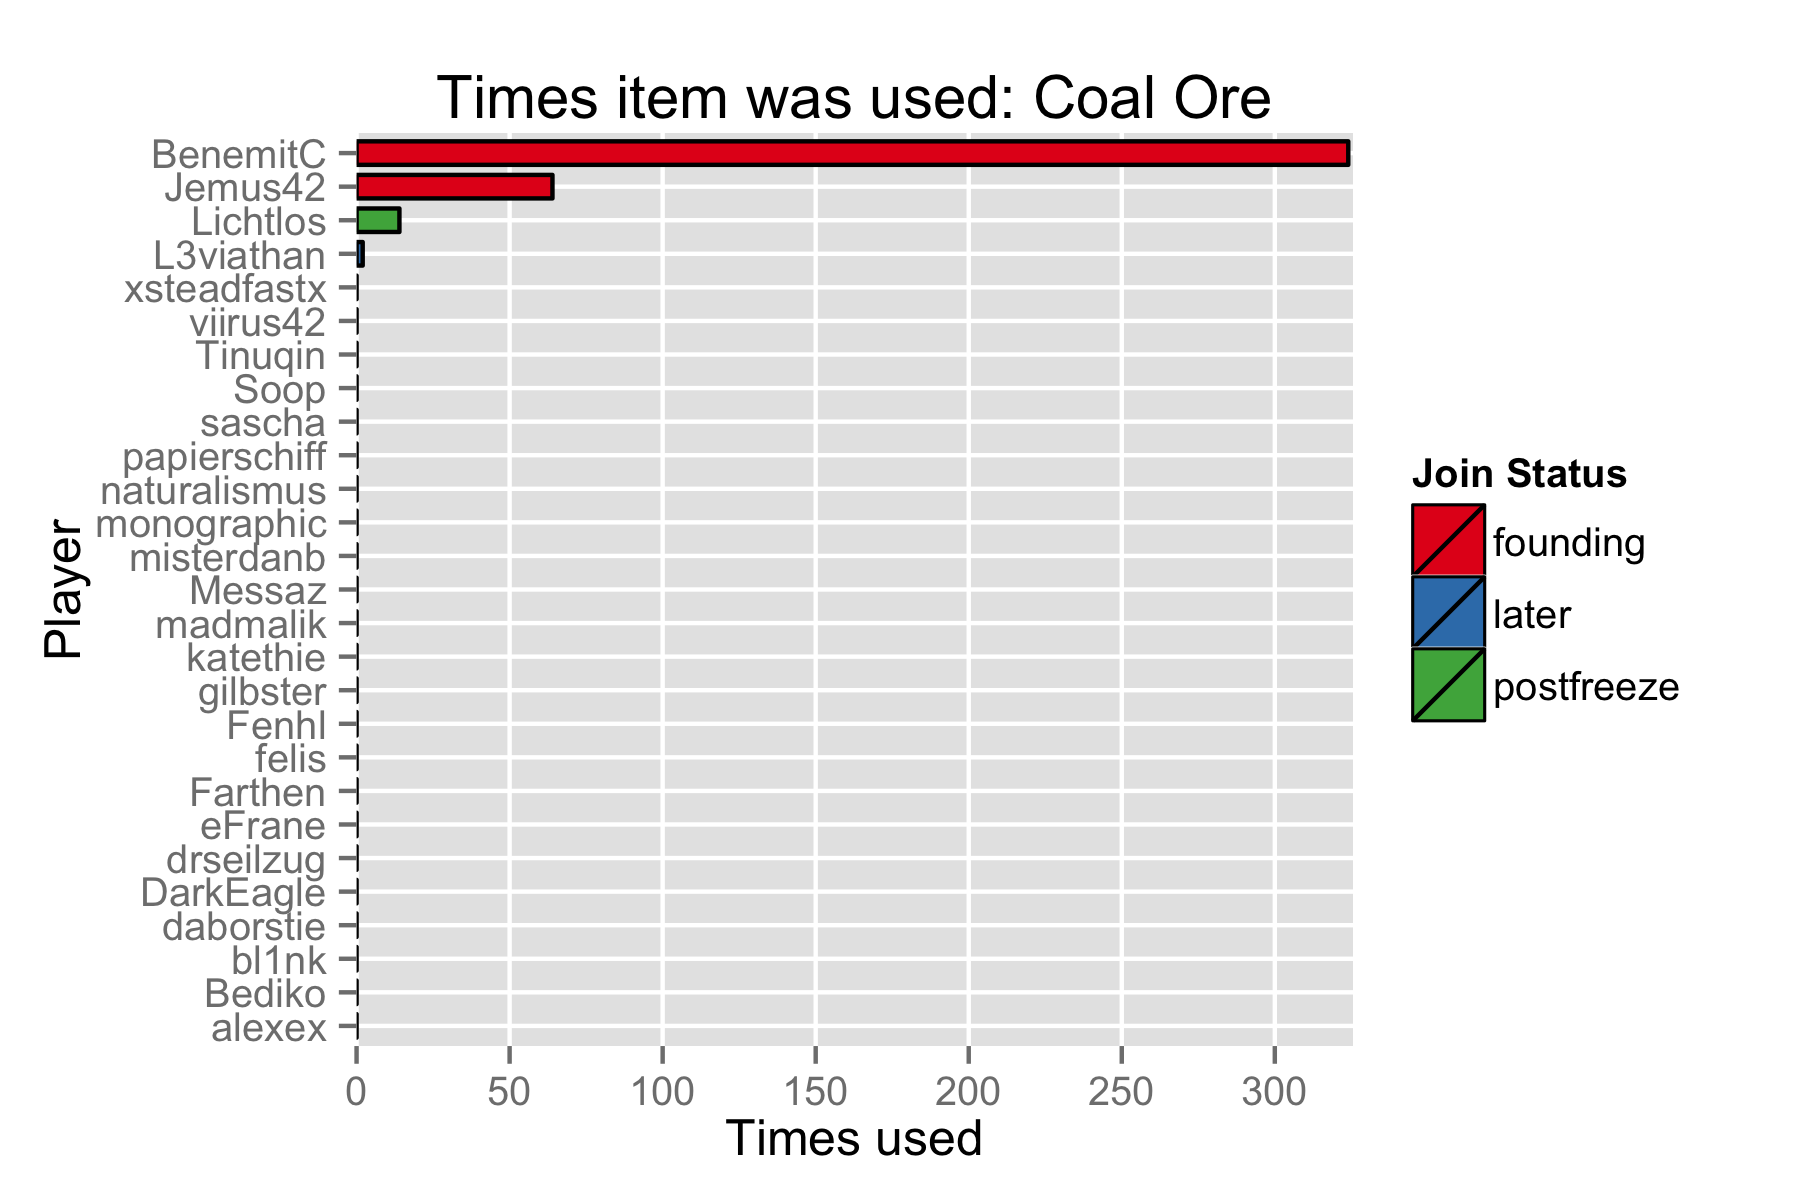 Times item was used: Coal Ore
BenemitC
Jemus42
Lichtlos
L3viathan
xsteadfastx
viirus42
Tinuqin
Soop
sascha
papierschiff
naturalismus
monographic
misterdanb
Messaz
madmalik
katethie
gilbster
Fenhl
felis
Farthen
eFrane
drseilzug
DarkEagle
daborstie
bl1nk
Bediko
alexex
Player
0 50 100 150 200 250 300
Times used
Join Status
founding
later
postfreeze